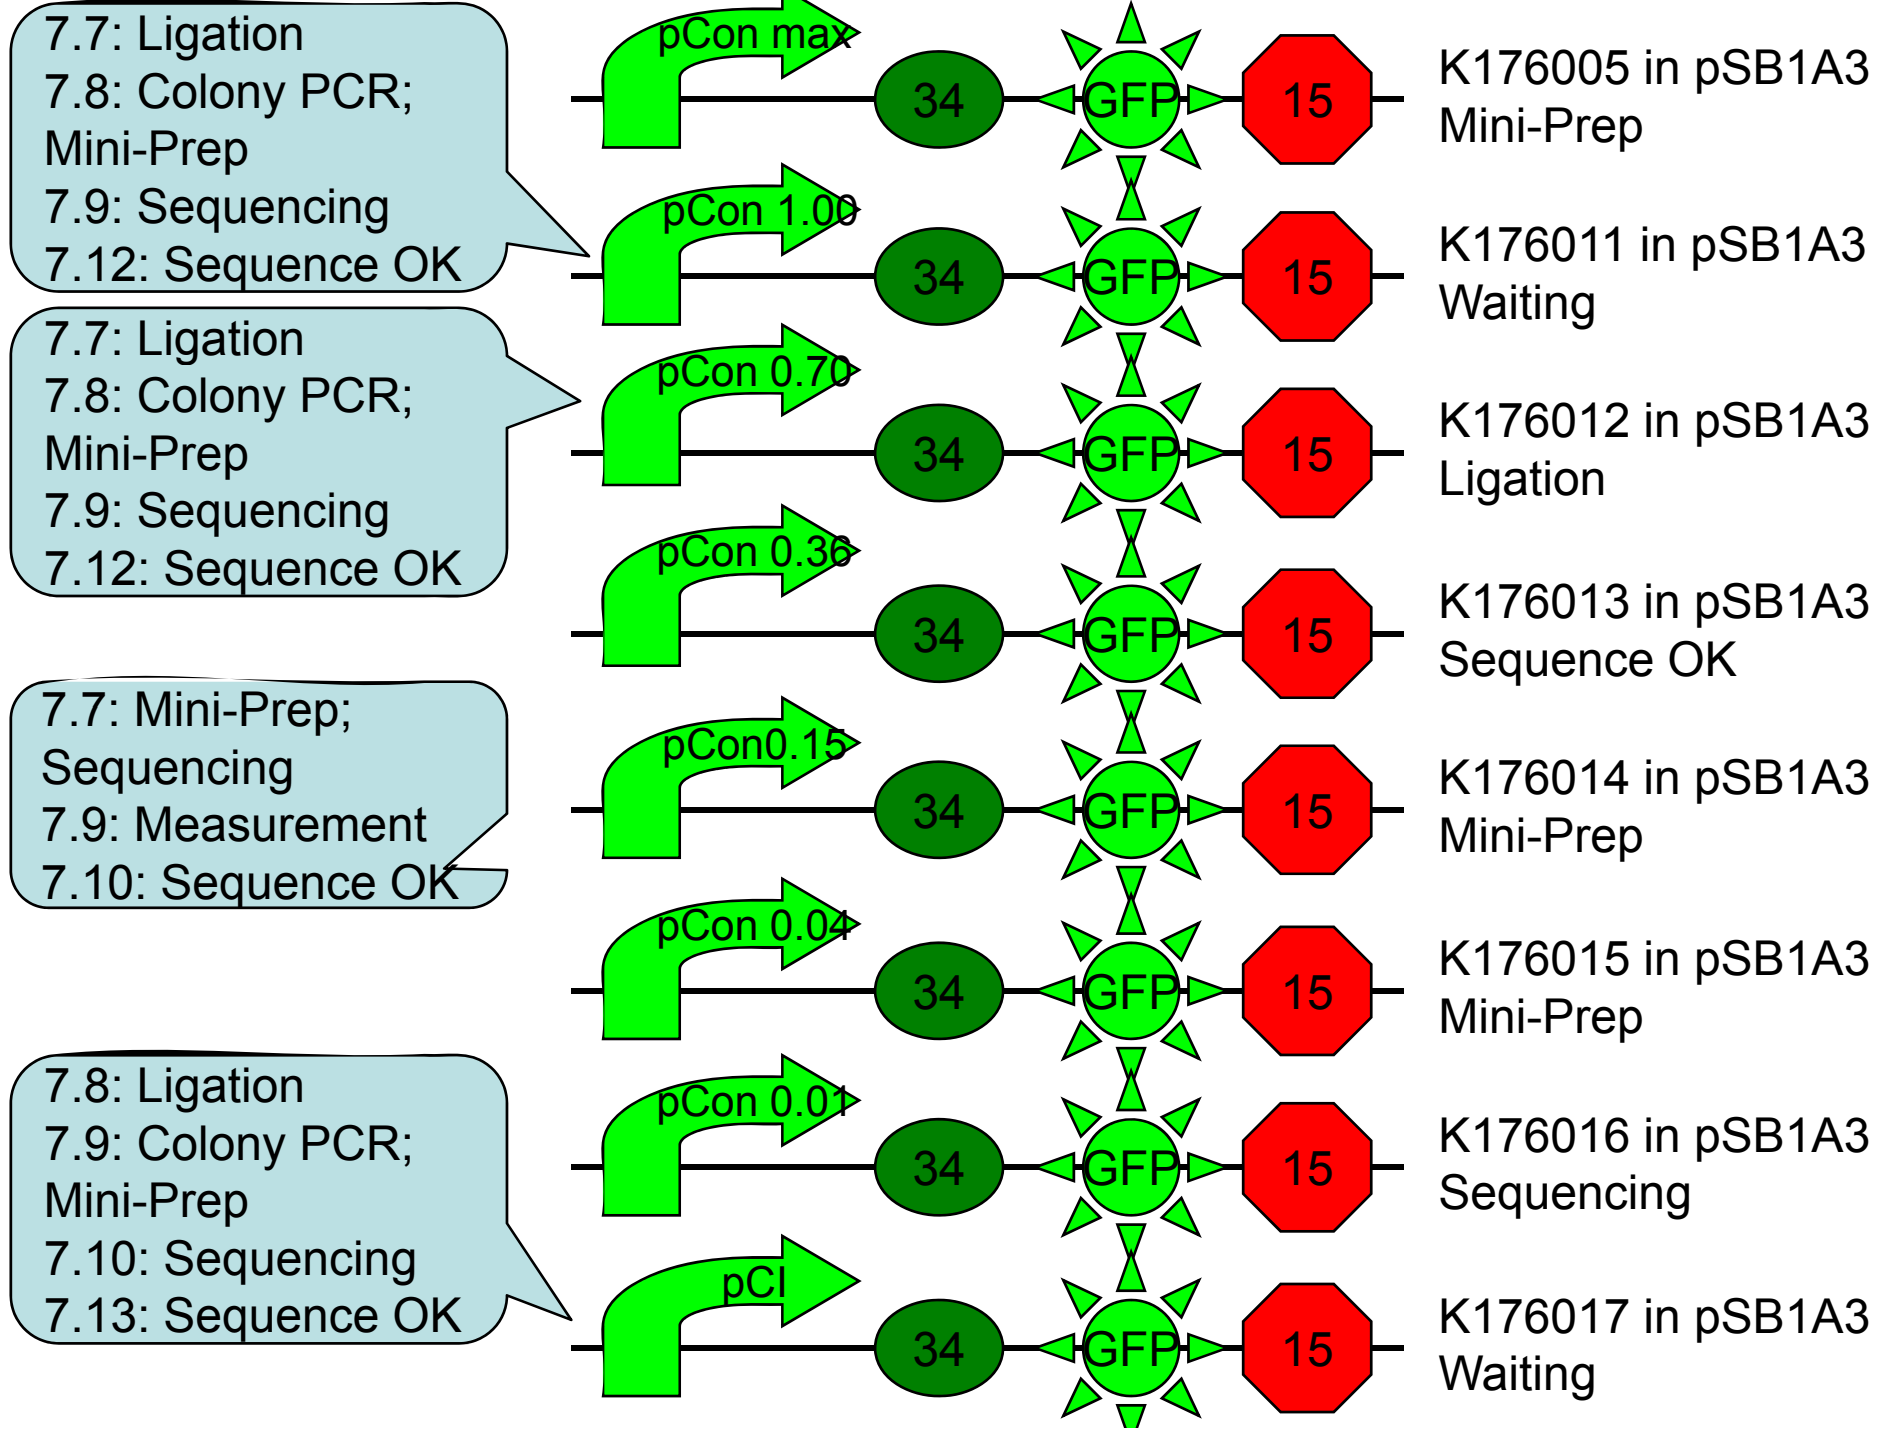 7.7: Ligation
7.8: Colony PCR;
Mini-Prep
7.9: Sequencing
7.12: Sequence OK
7.7: Ligation
7.8: Colony PCR;
Mini-Prep
7.9: Sequencing
7.12: Sequence OK
7.7: Mini-Prep;
Sequencing
7.9: Measurement
7.10: Sequence OK
7.8: Ligation
7.9: Colony PCR;
Mini-Prep
7.10: Sequencing
7.13: Sequence OK
pCon max
34 GFP 15
K176005 in pSB1A3
Mini-Prep
pCon 1.00
34 GFP 15
K176011 in pSB1A3
Waiting
pCon 0.70
34 GFP 15
K176012 in pSB1A3
Ligation
pCon 0.36
34 GFP 15
K176013 in pSB1A3
Sequence OK
pCon0.15
34 GFP 15
K176014 in pSB1A3
Mini-Prep
pCon 0.04
34 GFP 15
K176015 in pSB1A3
Mini-Prep
pCon 0.01
34 GFP 15
K176016 in pSB1A3
Sequencing
pCI
34 GFP 15
K176017 in pSB1A3
Waiting